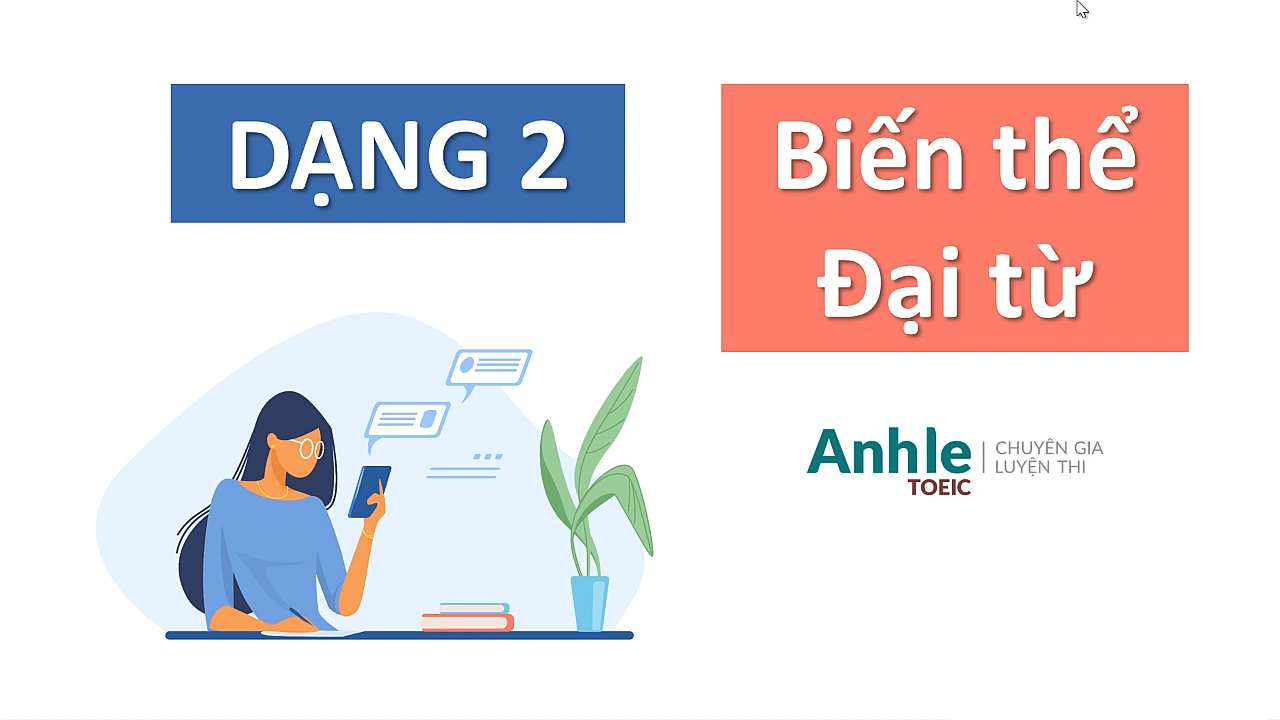 DẠNG 2
Biến thể
Đại từ
Anhle
TOEIC
CHUYÊN GIA
LUYỆN THI